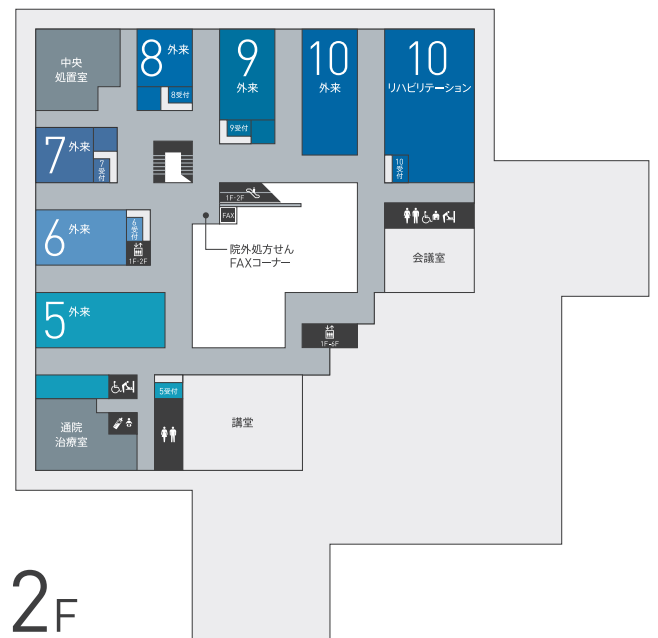 中央
処置室
8 外来
8受付
9
外来
9受付
10
外来
10
リハビリテーション
10受付
7 外来
7受付
1F-2F
FAX
院外処方せん
FAXコーナー
6 外来
6受付
1F-2F
会議室
5 外来
1F-6F
5受付
通院
治療室
講堂
2F